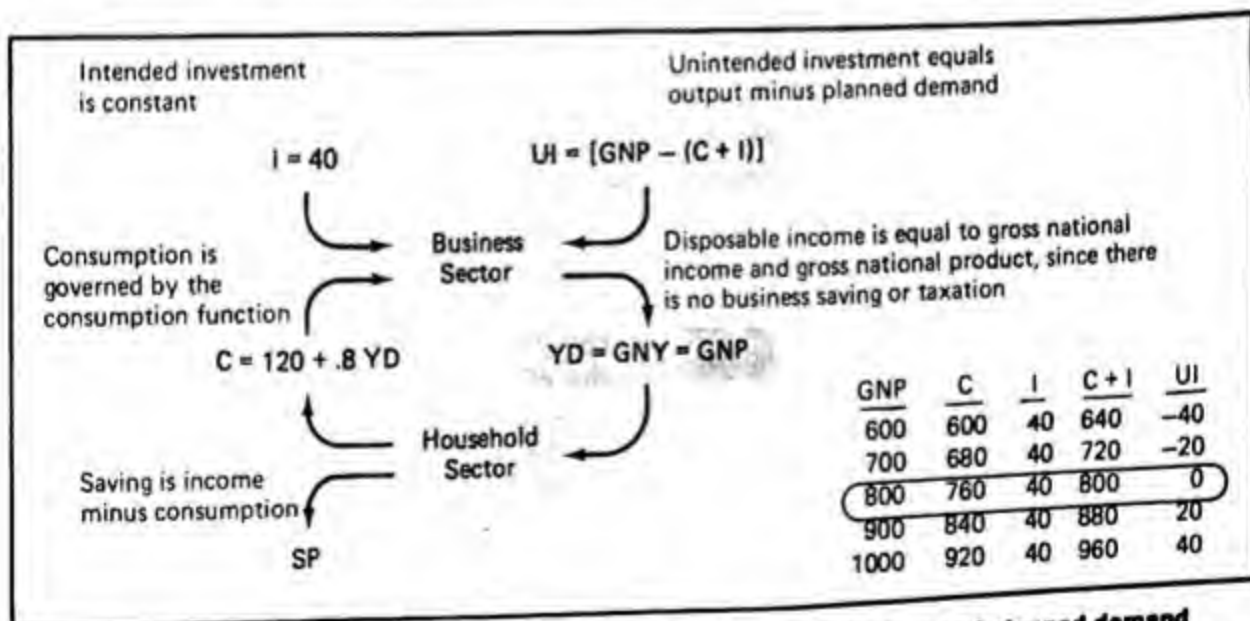 Intended investment
is constant
Unintended investment equals
output minus planned demand
I = 40
UI = [GNP – (C + I)]
Consumption is
governed by the
consumption function
Business
Sector
Disposable income is equal to gross national
income and gross national product, since there
is no business saving or taxation
C = 120 + .8 YD
YD = GNY = GNP
Household
Sector
Saving is income
minus consumption
SP
GNP C I C + I UI
600 600 40 640 –40
700 680 40 720 –20
800 760 40 800 0
900 840 40 880 20
1000 920 40 960 40
demand